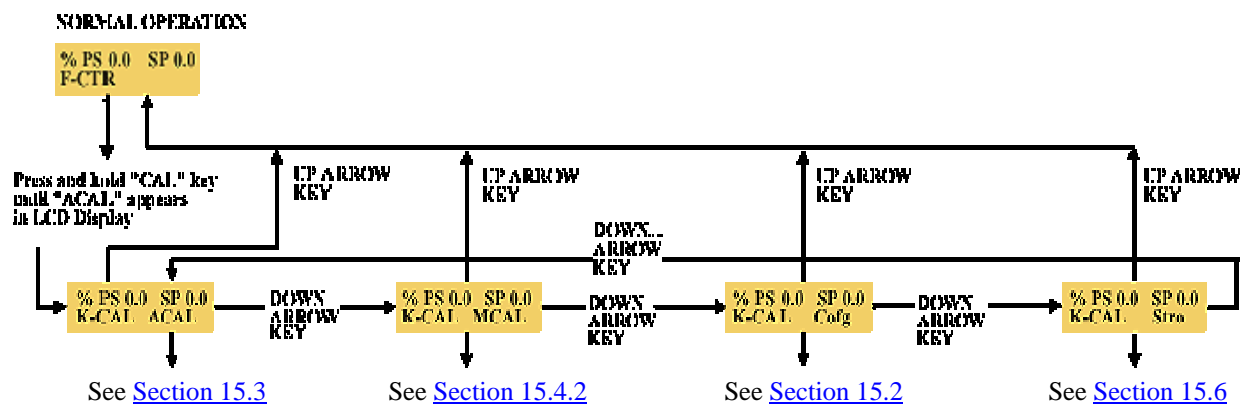 NORMAL OPERATION
% PS 0.0 SP 0.0
F-CTR
Press and hold "CAL" key
until "ACAL" appears
in LCD Display
UP ARROW
KEY
UP ARROW
KEY
UP ARROW
KEY
UP ARROW
KEY
DOWN...
ARROW
KEY
% PS 0.0 SP 0.0
K-CAL ACAL
DOWN
ARROW
KEY
% PS 0.0 SP 0.0
K-CAL MCAL
DOWN
ARROW
KEY
% PS 0.0 SP 0.0
K-CAL Cofg
DOWN
ARROW
KEY
% PS 0.0 SP 0.0
K-CAL Stro
See Section 15.3
See Section 15.4.2
See Section 15.2
See Section 15.6